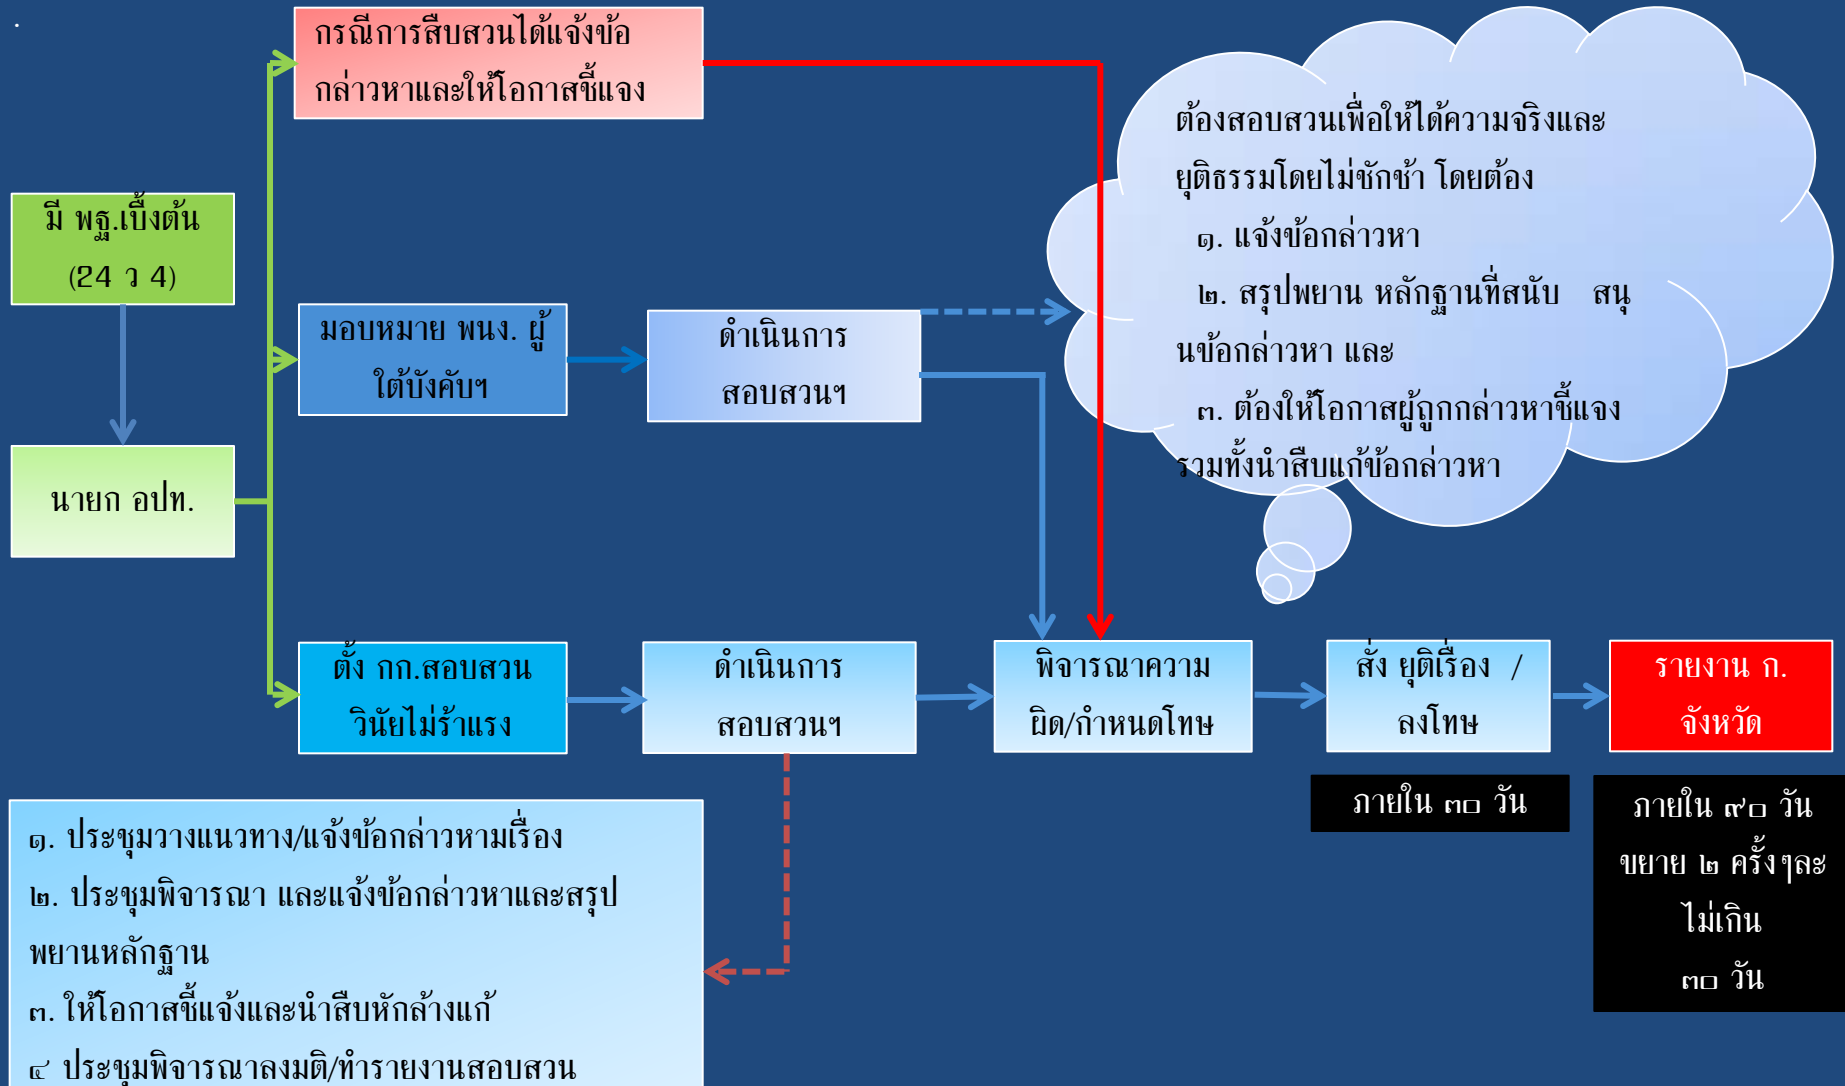 .
กรณีการสืบสวนได้แจ้งข้อ
กล่าวหาและให้โอกาสชี้แจง
ต้องสอบสวนเพื่อให้ได้ความจริงและ
ยุติธรรมโดยไม่ชักช้า โดยต้อง
๑. แจ้งข้อกล่าวหา
๒. สรุปพยาน หลักฐานที่สนับ สนุ
นข้อกล่าวหา และ
๓. ต้องให้โอกาสผู้ถูกกล่าวหาชี้แจง
รวมทั้งนำสืบแก้ข้อกล่าวหา
มี พฐ.เบื้งต้น
(24 ว 4)
มอบหมาย พนง. ผู้
ใต้บังคับฯ
ดำเนินการ
สอบสวนฯ
นายก อปท.
ตั้ง กก.สอบสวน
วินัยไม่ร้าแรง
ดำเนินการ
สอบสวนฯ
พิจารณาความ
ผิด/กำหนดโทษ
สั่ง ยุติเรื่อง /
ลงโทษ
รายงาน ก.
จังหวัด
ภายใน ๓๐ วัน
ภายใน ๙๐ วัน
ขยาย ๒ ครั้งๆละ
ไม่เกิน
๓๐ วัน
๑. ประชุมวางแนวทาง/แจ้งข้อกล่าวหามเรื่อง
๒. ประชุมพิจารณา และแจ้งข้อกล่าวหาและสรุป
พยานหลักฐาน
๓. ให้โอกาสชี้แจ้งและนำสืบหักล้างแก้
๔ ประชุมพิจารณาลงมติ/ทำรายงานสอบสวน